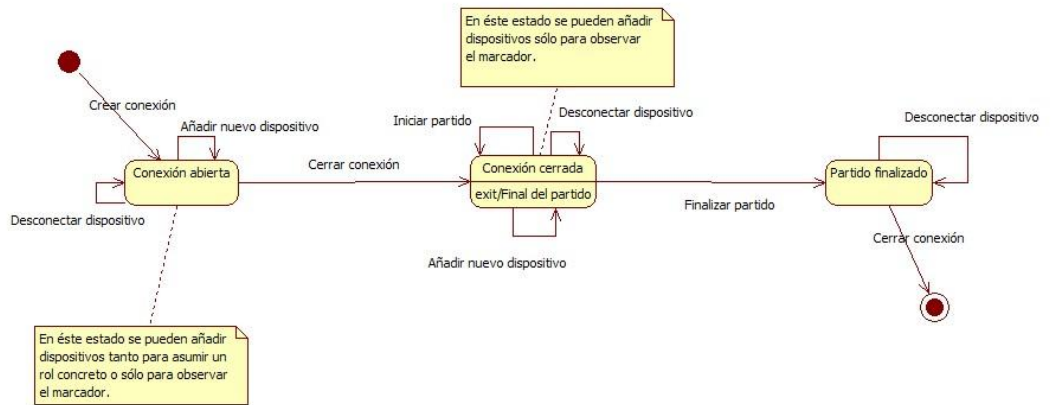 En éste estado se pueden añadir
dispositivos sólo para observar
el marcador.
Crear conexión
Añadir nuevo dispositivo
Iniciar partido
Desconectar dispositivo
Desconectar dispositivo
Conexión abierta
Cerrar conexión
Conexión cerrada
exit/Final del partido
Partido finalizado
Desconectar dispositivo
Finalizar partido
Añadir nuevo dispositivo
Cerrar conexión
En éste estado se pueden añadir
dispositivos tanto para asumir un
rol concreto o sólo para observar
el marcador.